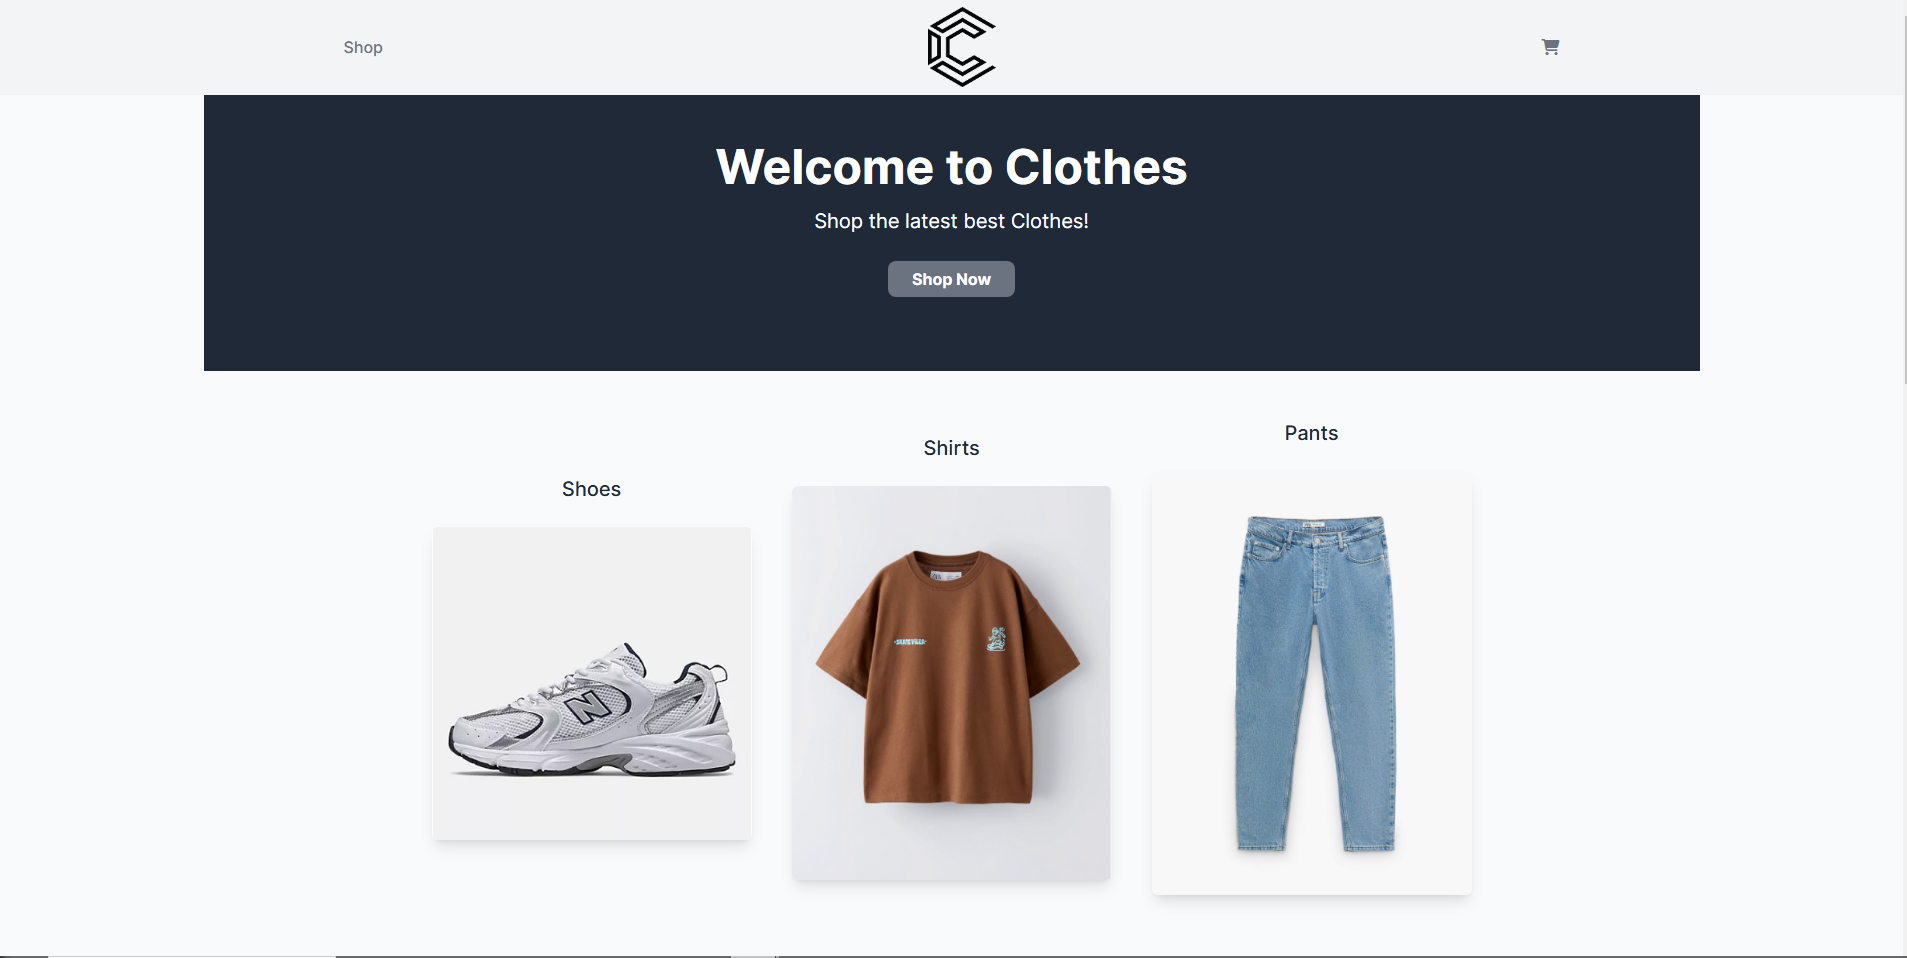 Shop
Welcome to Clothes
Shop the latest best Clothes!
Shop Now
Shoes
Shirts
Pants
N